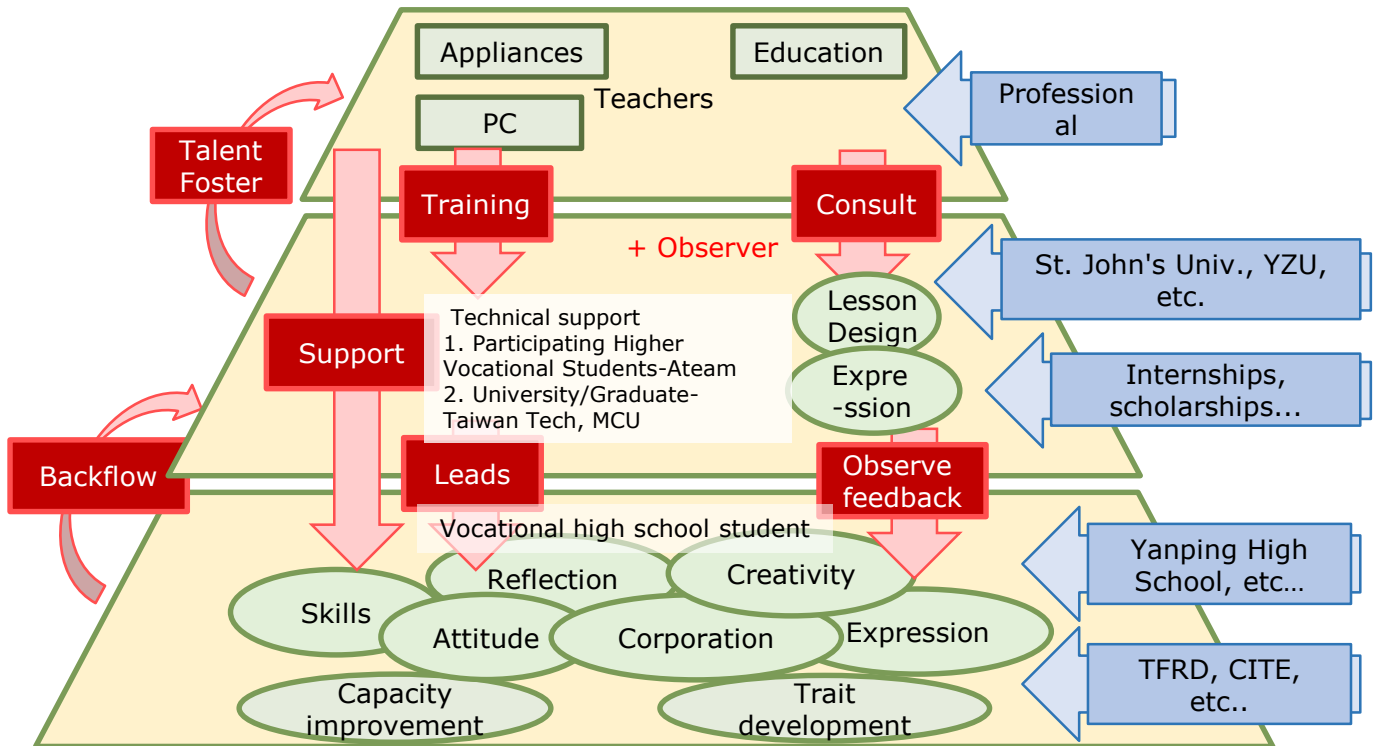 Appliances
Education
Teachers
PC
Profession
al
Talent
Foster
Training
Consult
+ Observer
St. John's Univ., YZU,
etc.
Lesson
Design
Technical support
1. Participating Higher
Vocational Students-Ateam
2. University/Graduate-
Taiwan Tech, MCU
Support
Expre
-ssion
Internships,
scholarships...
Backflow
Leads
Observe
feedback
Vocational high school student
Yanping High
School, etc…
Reflection
Creativity
Skills
Attitude
Corporation
Expression
TFRD, CITE,
etc..
Capacity
improvement
Trait
development